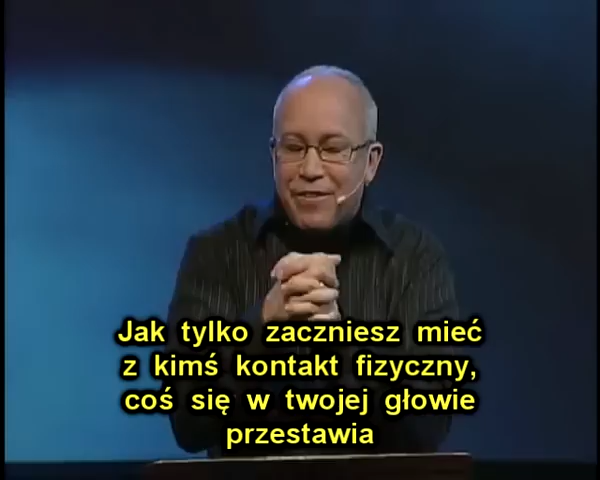 Jak tylko zaczniesz mieć
z kimś kontakt fizyczny,
coś się w twojej głowie
przestawia